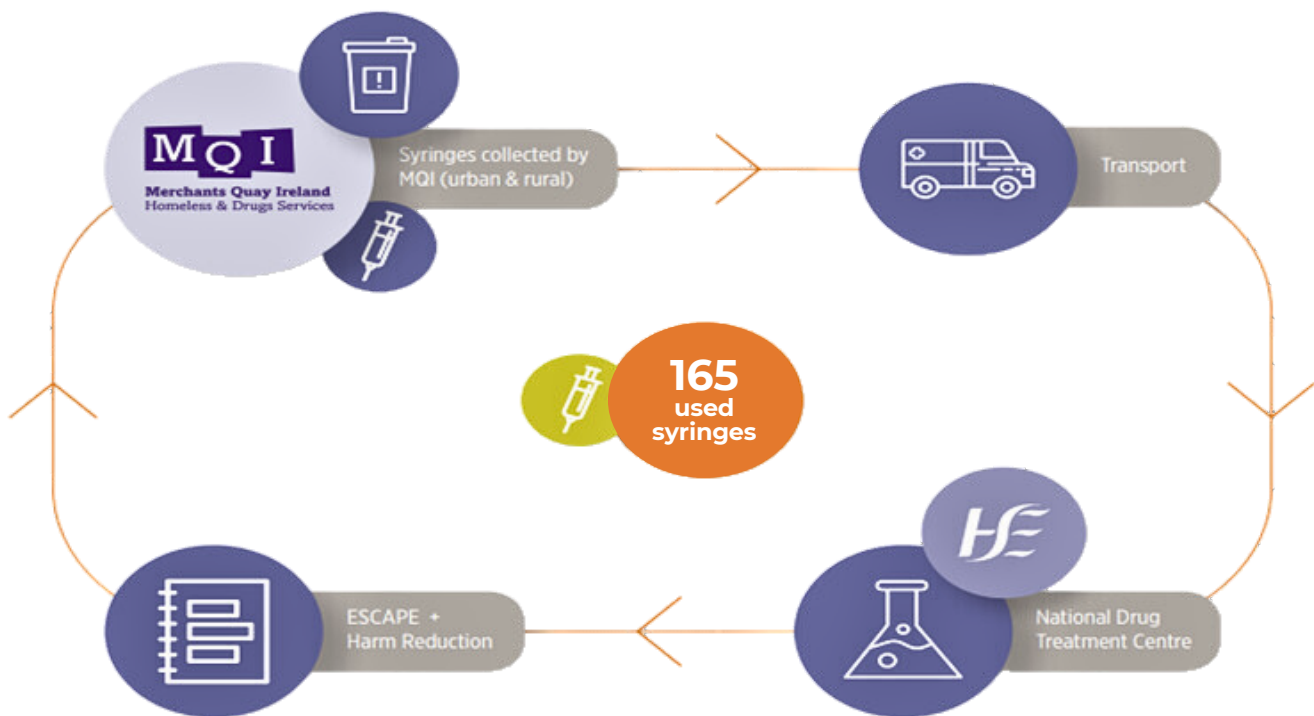 MQI
Merchants Quay Ireland
Homeless & Drugs Services
!
Syringes collected by
MQI (urban & rural)
Transport
165
used
syringes
HSE
ESCAPE +
Harm Reduction
National Drug
Treatment Centre